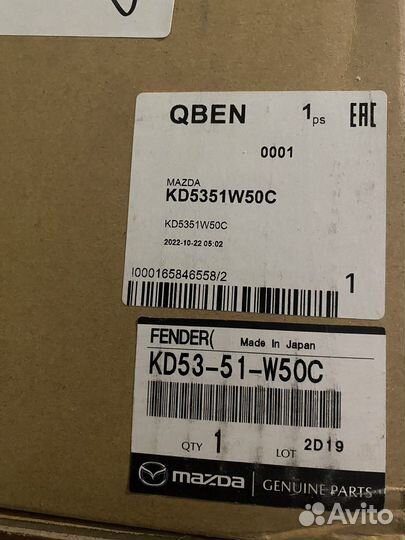 QBEN 1ps EAC
0001
MAZDA
KD5351W50C
KD5351W50C
2022-10-22 05:02
I000165846558/2 1
FENDER( Made In Japan
KD53-51-W50C
QTY 1 LOT 2D19
mazda GENUINE PARTS
Avito